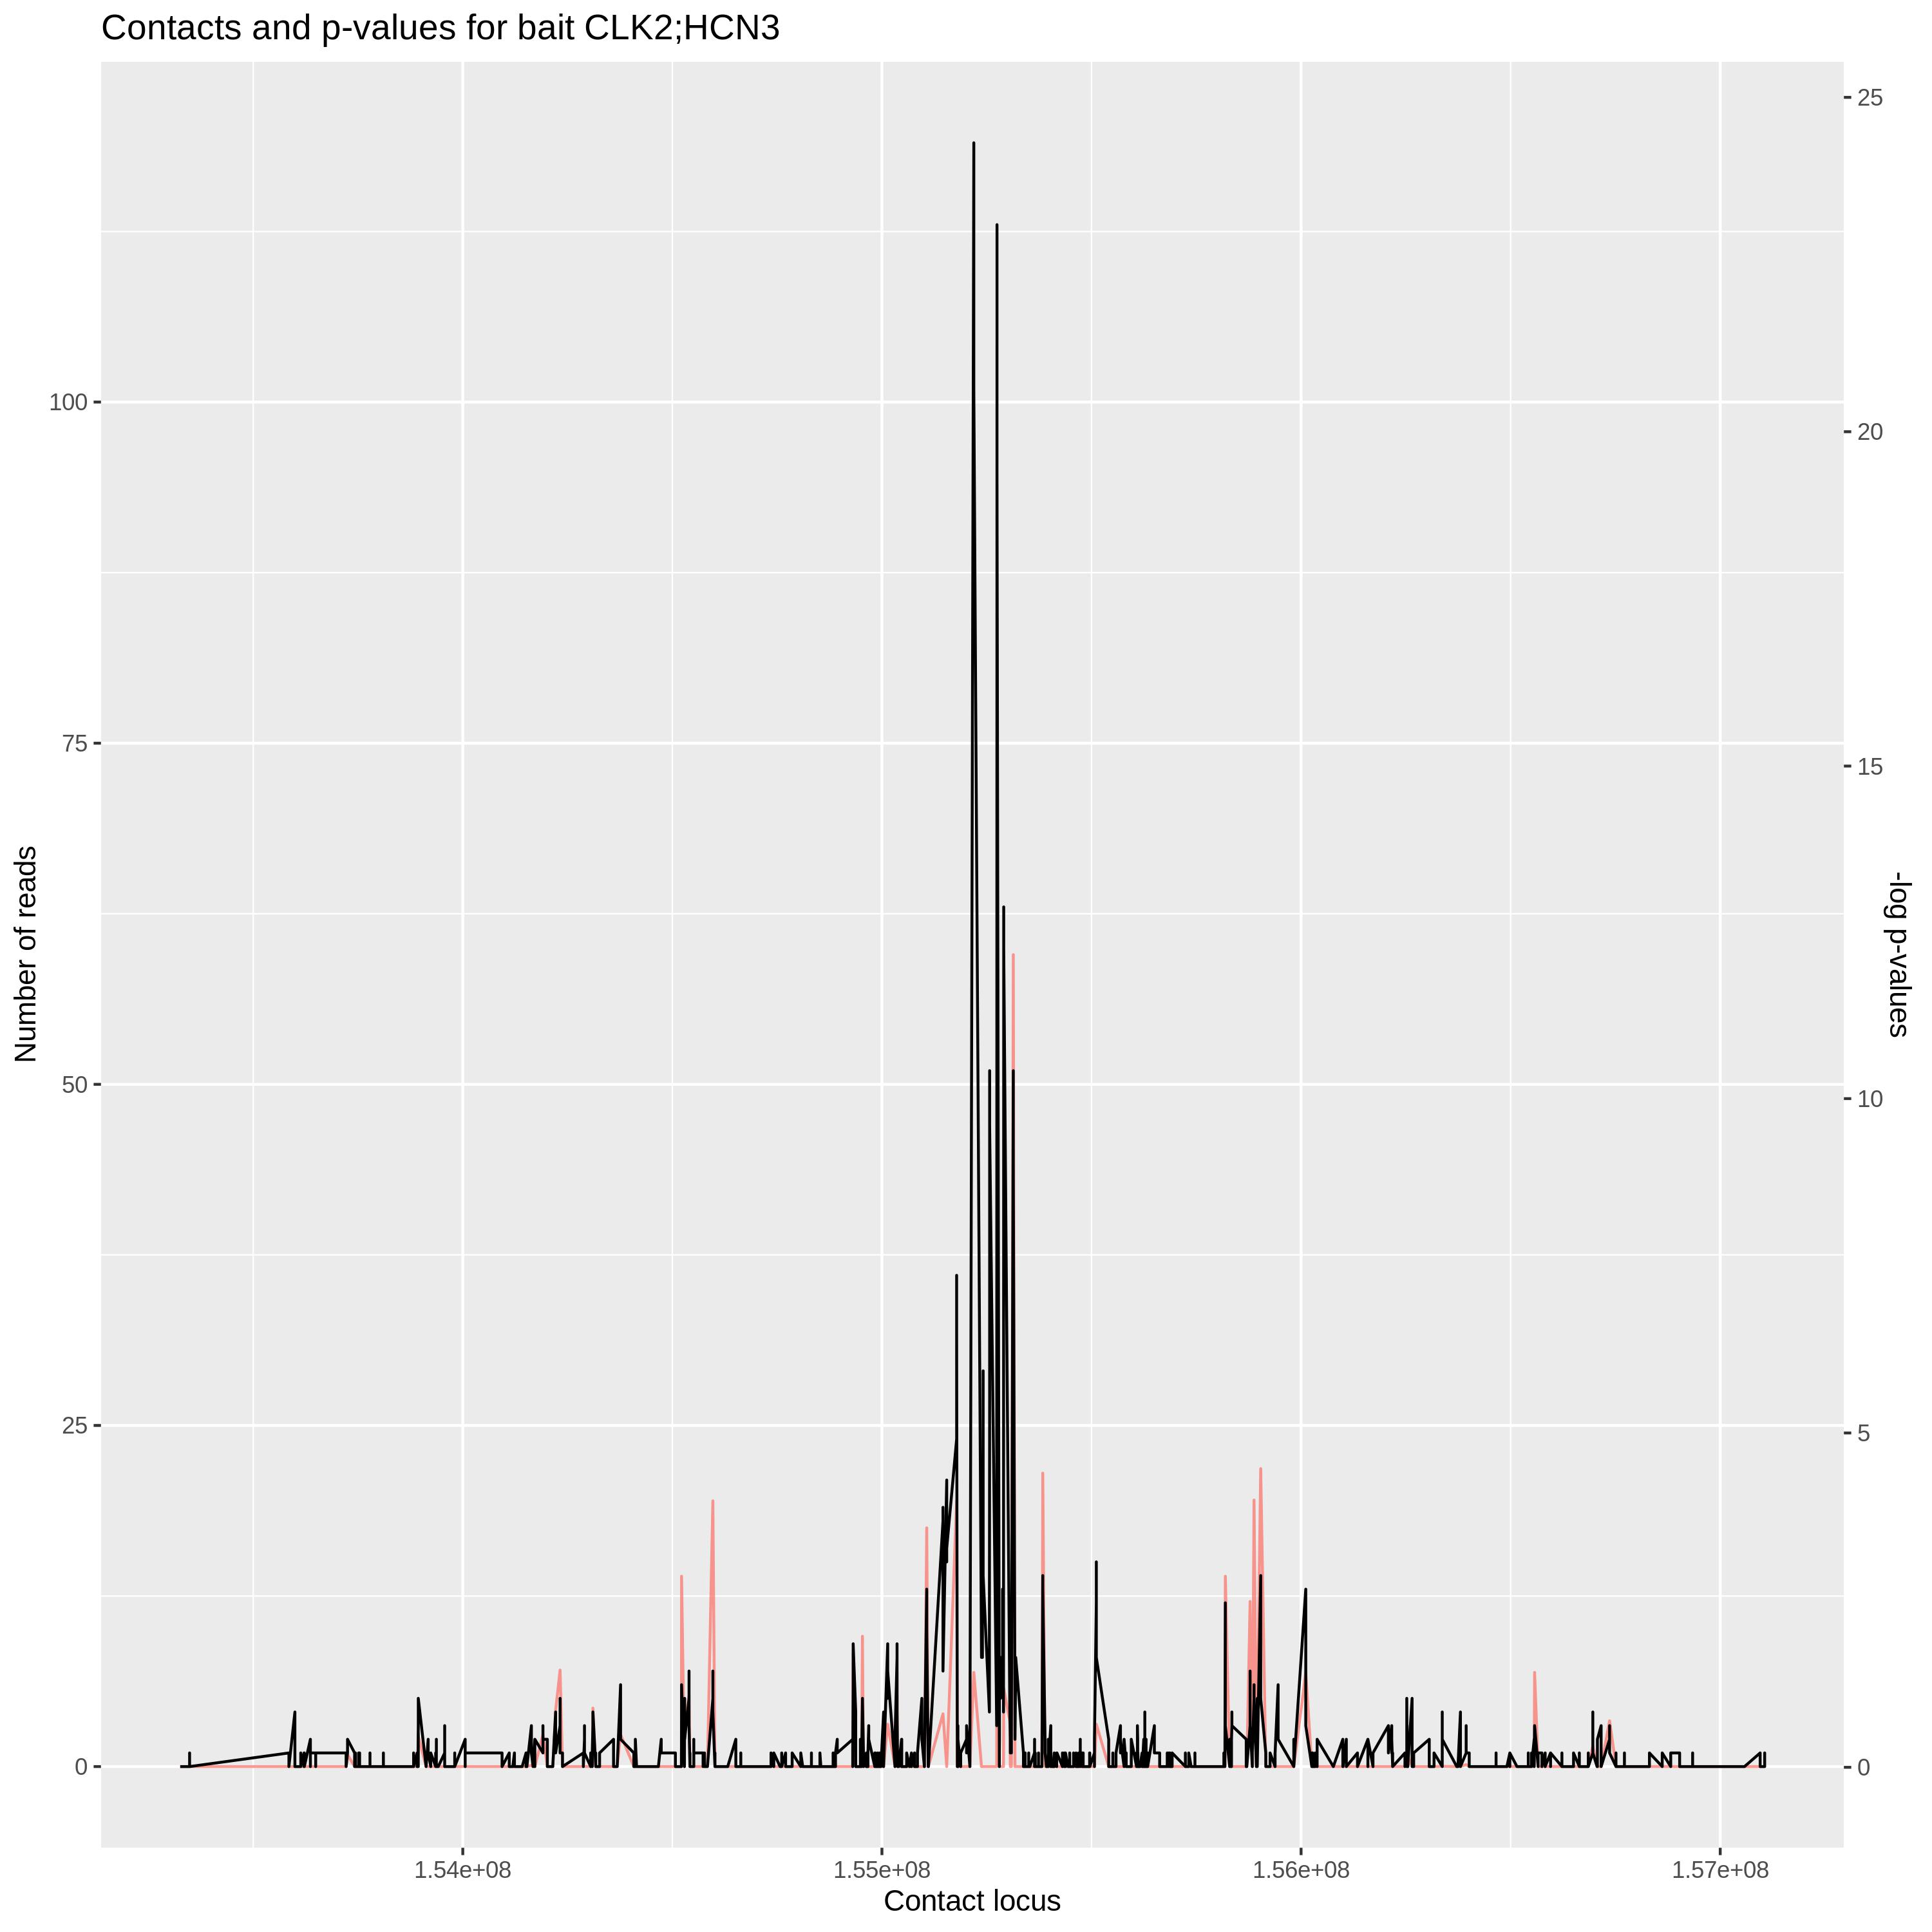 Contacts and p-values for bait CLK2;HCN3
Number of reads
100
75
50
25
0
25
20
15
10
5
0
-log p-values
1.54e+08 1.55e+08 1.56e+08 1.57e+08
Contact locus